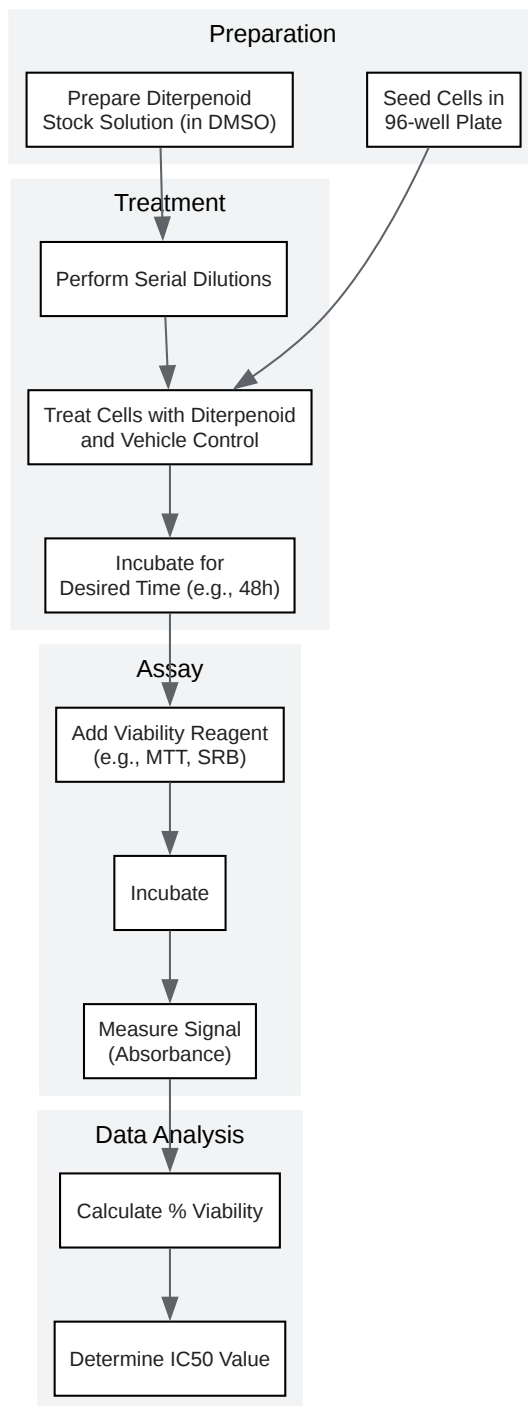 Preparation
Prepare Diterpenoid
Stock Solution (in DMSO)
Seed Cells in
96-well Plate
Treatment
Perform Serial Dilutions
Treat Cells with Diterpenoid
and Vehicle Control
Incubate for
Desired Time (e.g., 48h)
Assay
Add Viability Reagent
(e.g., MTT, SRB)
Incubate
Measure Signal
(Absorbance)
Data Analysis
Calculate % Viability
Determine IC50 Value